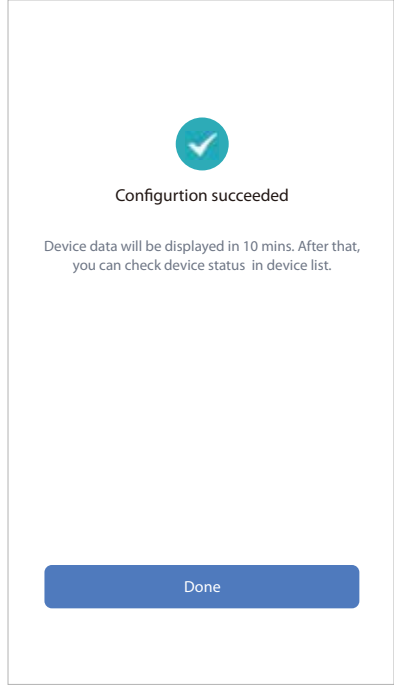 Configurtion succeeded
Device data will be displayed in 10 mins. After that,
you can check device status in device list.
Done